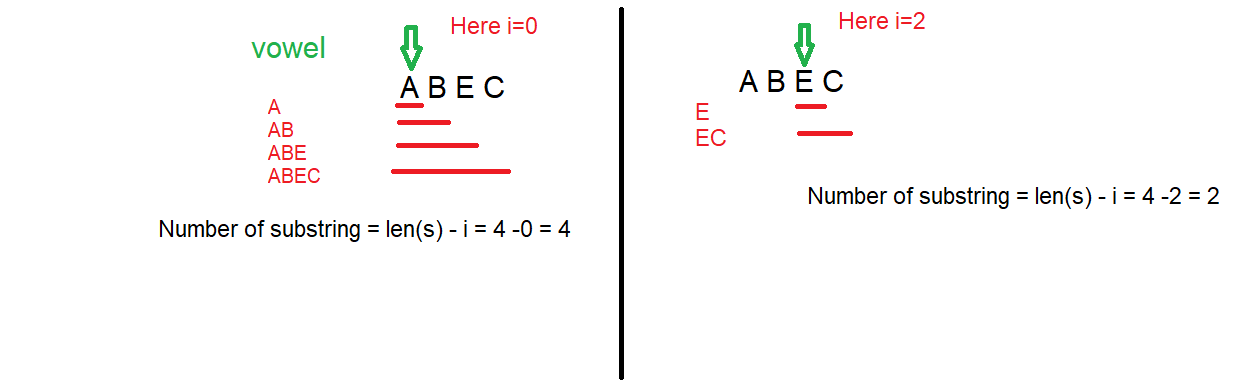 Here i=0
vowel
A B E C
A
AB
ABE
ABEC
Number of substring = len(s) - i = 4 -0 = 4
Here i=2
A B E C
E
EC
Number of substring = len(s) - i = 4 -2 = 2